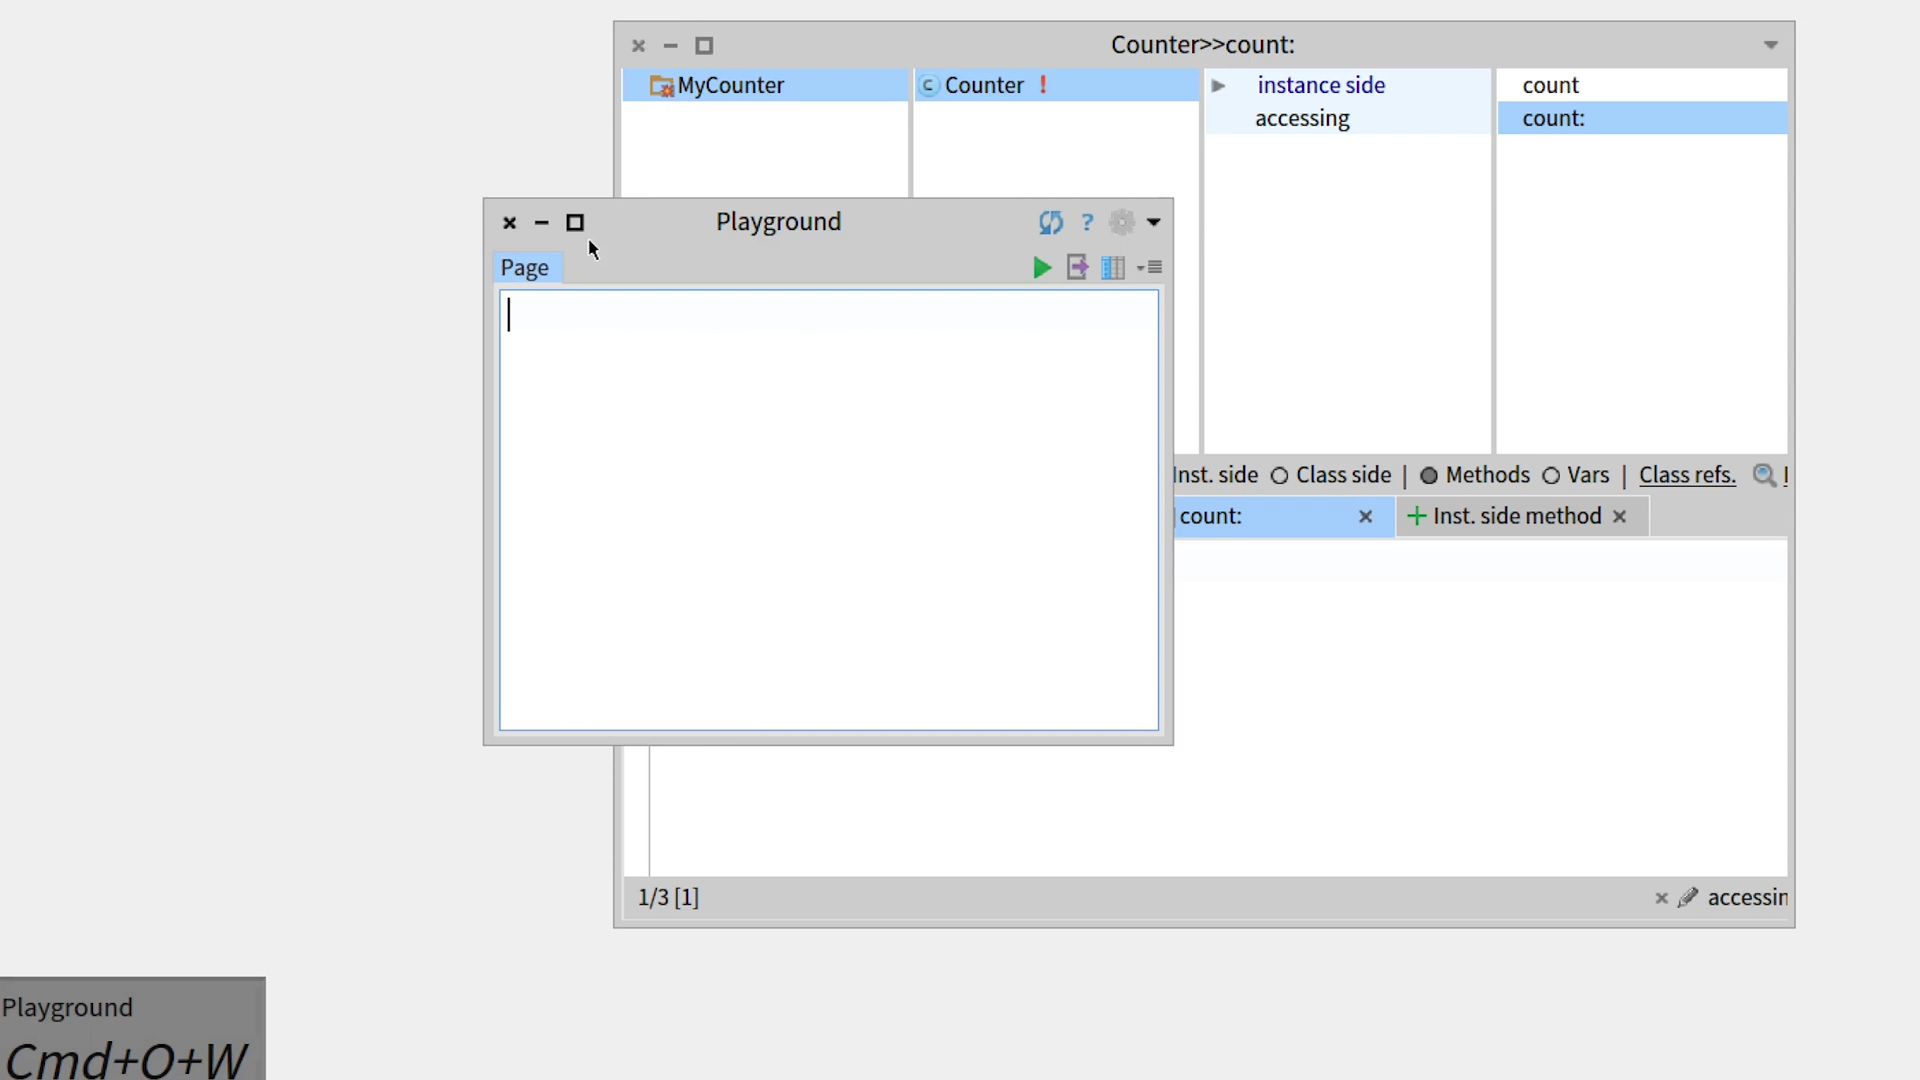 Counter>>count:
MyCounter
Counter !
instance side
accessing
count
count:
Playground
?
Page
Inst. side Class side | Methods Vars | Class refs.
count:
Inst. side method
1/3 [1]
accessin
Playground
Cmd+O+W